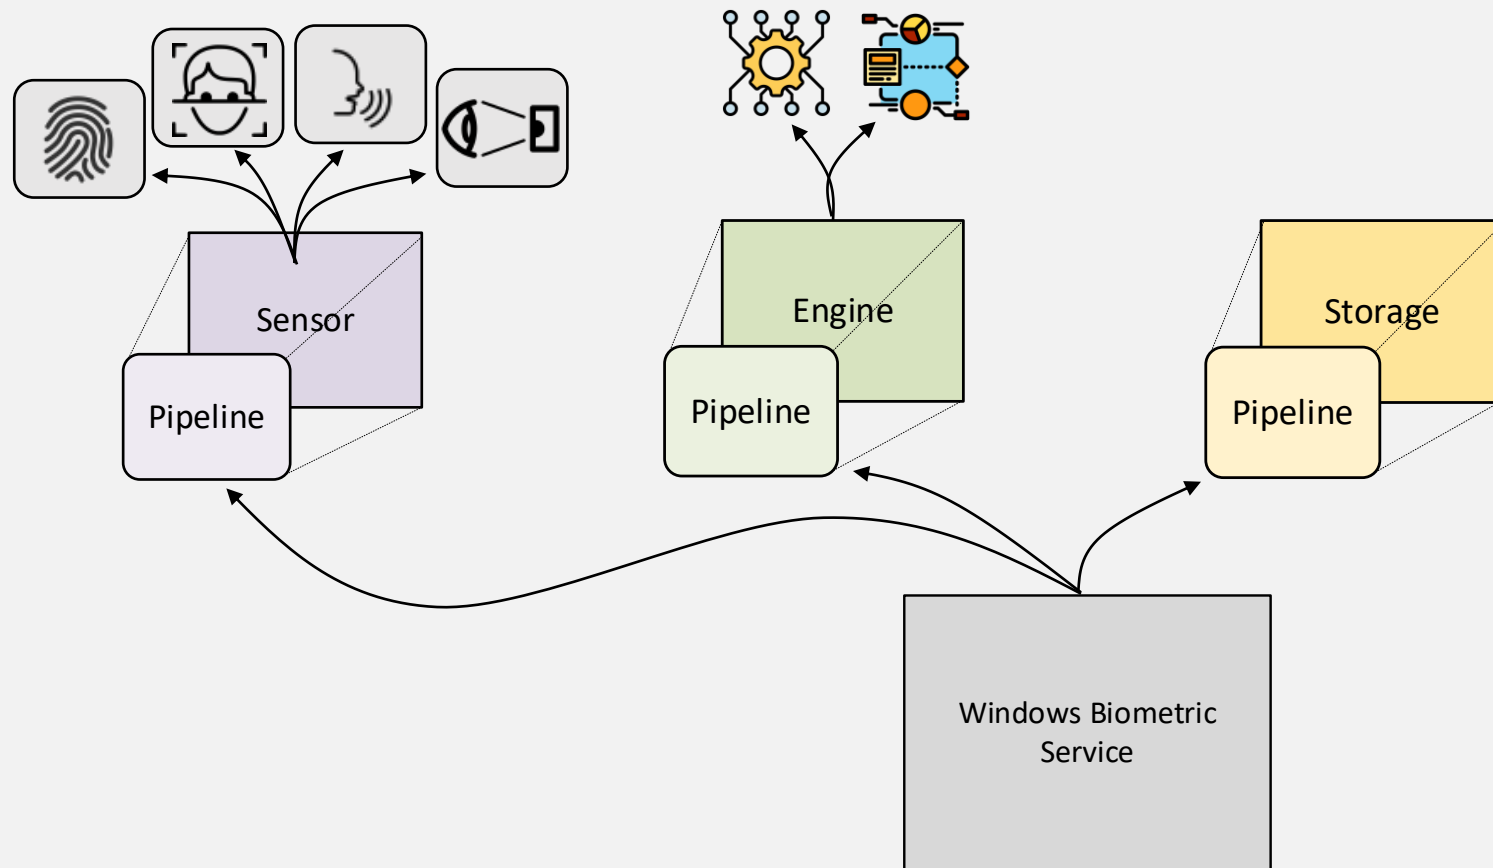 Sensor
Pipeline
Engine
Pipeline
Storage
Pipeline
Windows Biometric
Service